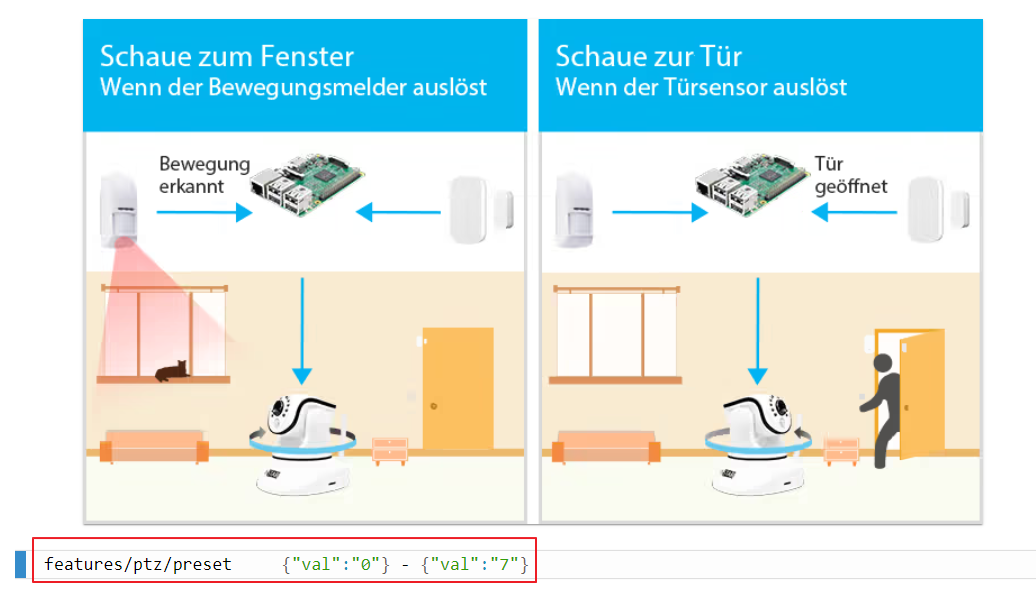 Schaue zum Fenster
Wenn der Bewegungsmelder auslöst
Bewegung
erkannt
Schaue zur Tür
Wenn der Türsensor auslöst
Tür
geöffnet
features/ptz/preset {"val":"0"} - {"val":"7"}